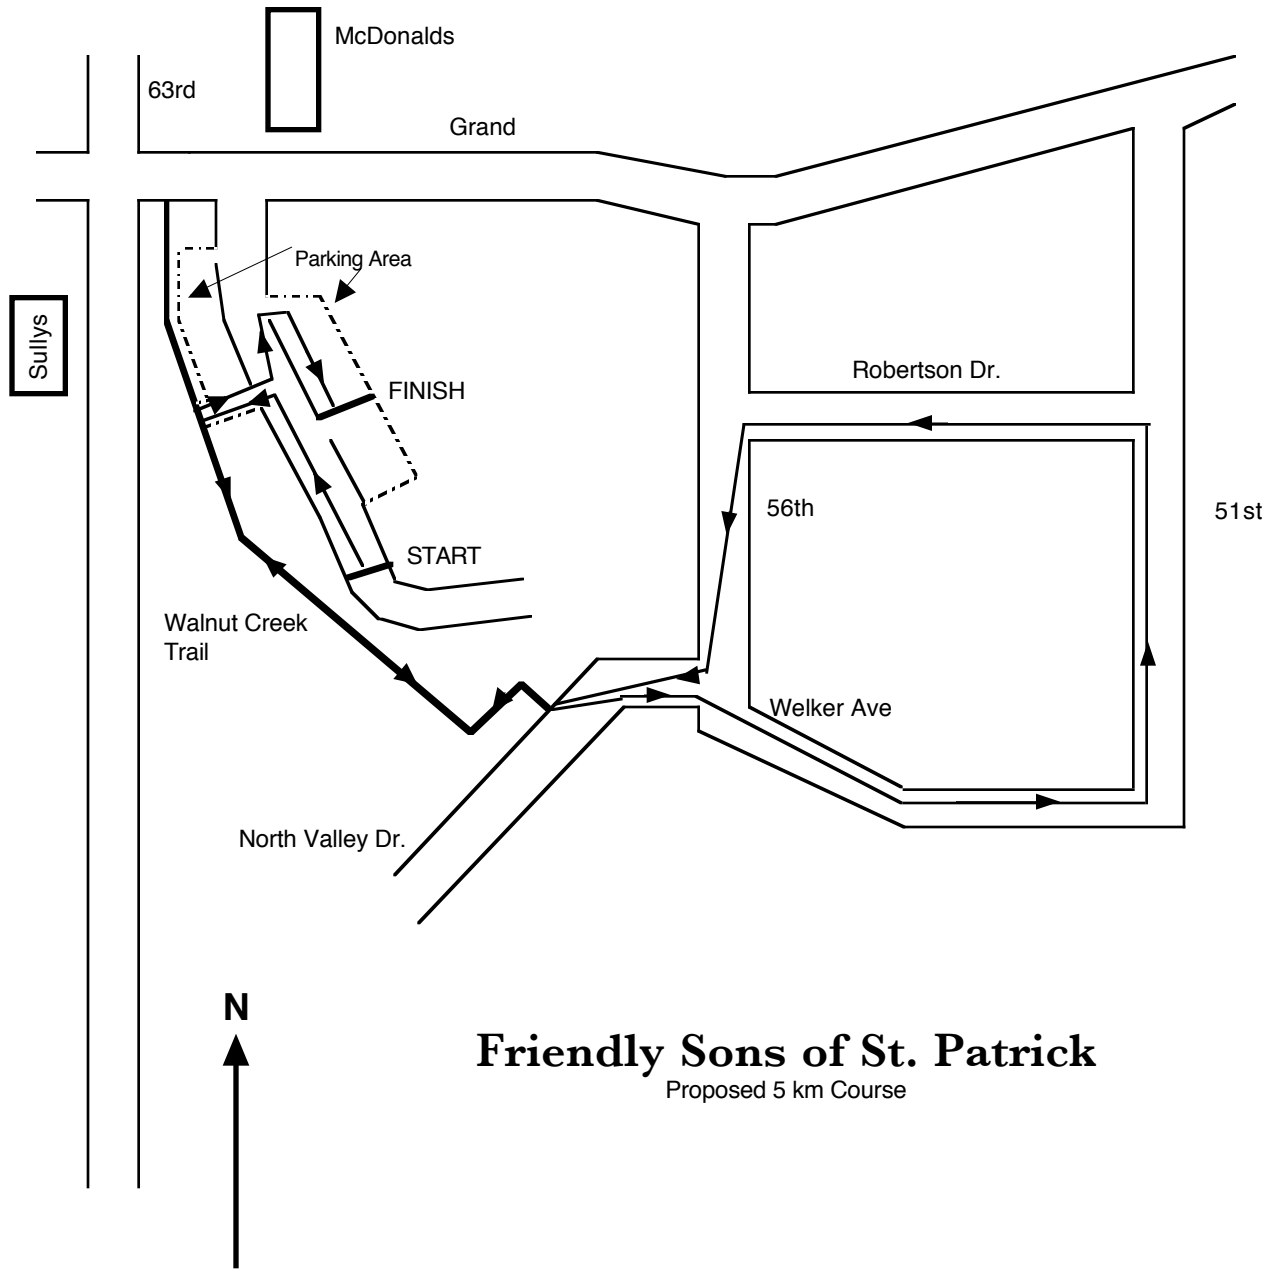 McDonalds
63rd
Grand
Parking Area
Sullys
Robertson Dr.
FINISH
56th
51st
START
Walnut Creek
Trail
Welker Ave
North Valley Dr.
N
Friendly Sons of St. Patrick
Proposed 5 km Course